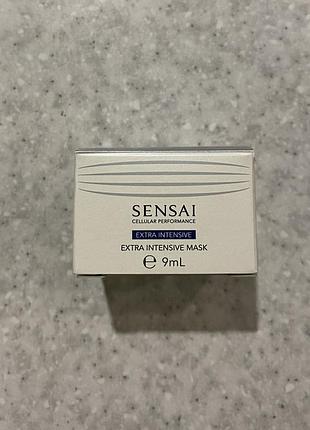 SENSAI
CELLULAR PERFORMANCE
EXTRA INTENSIVE
EXTRA INTENSIVE MASK
℮ 9mL